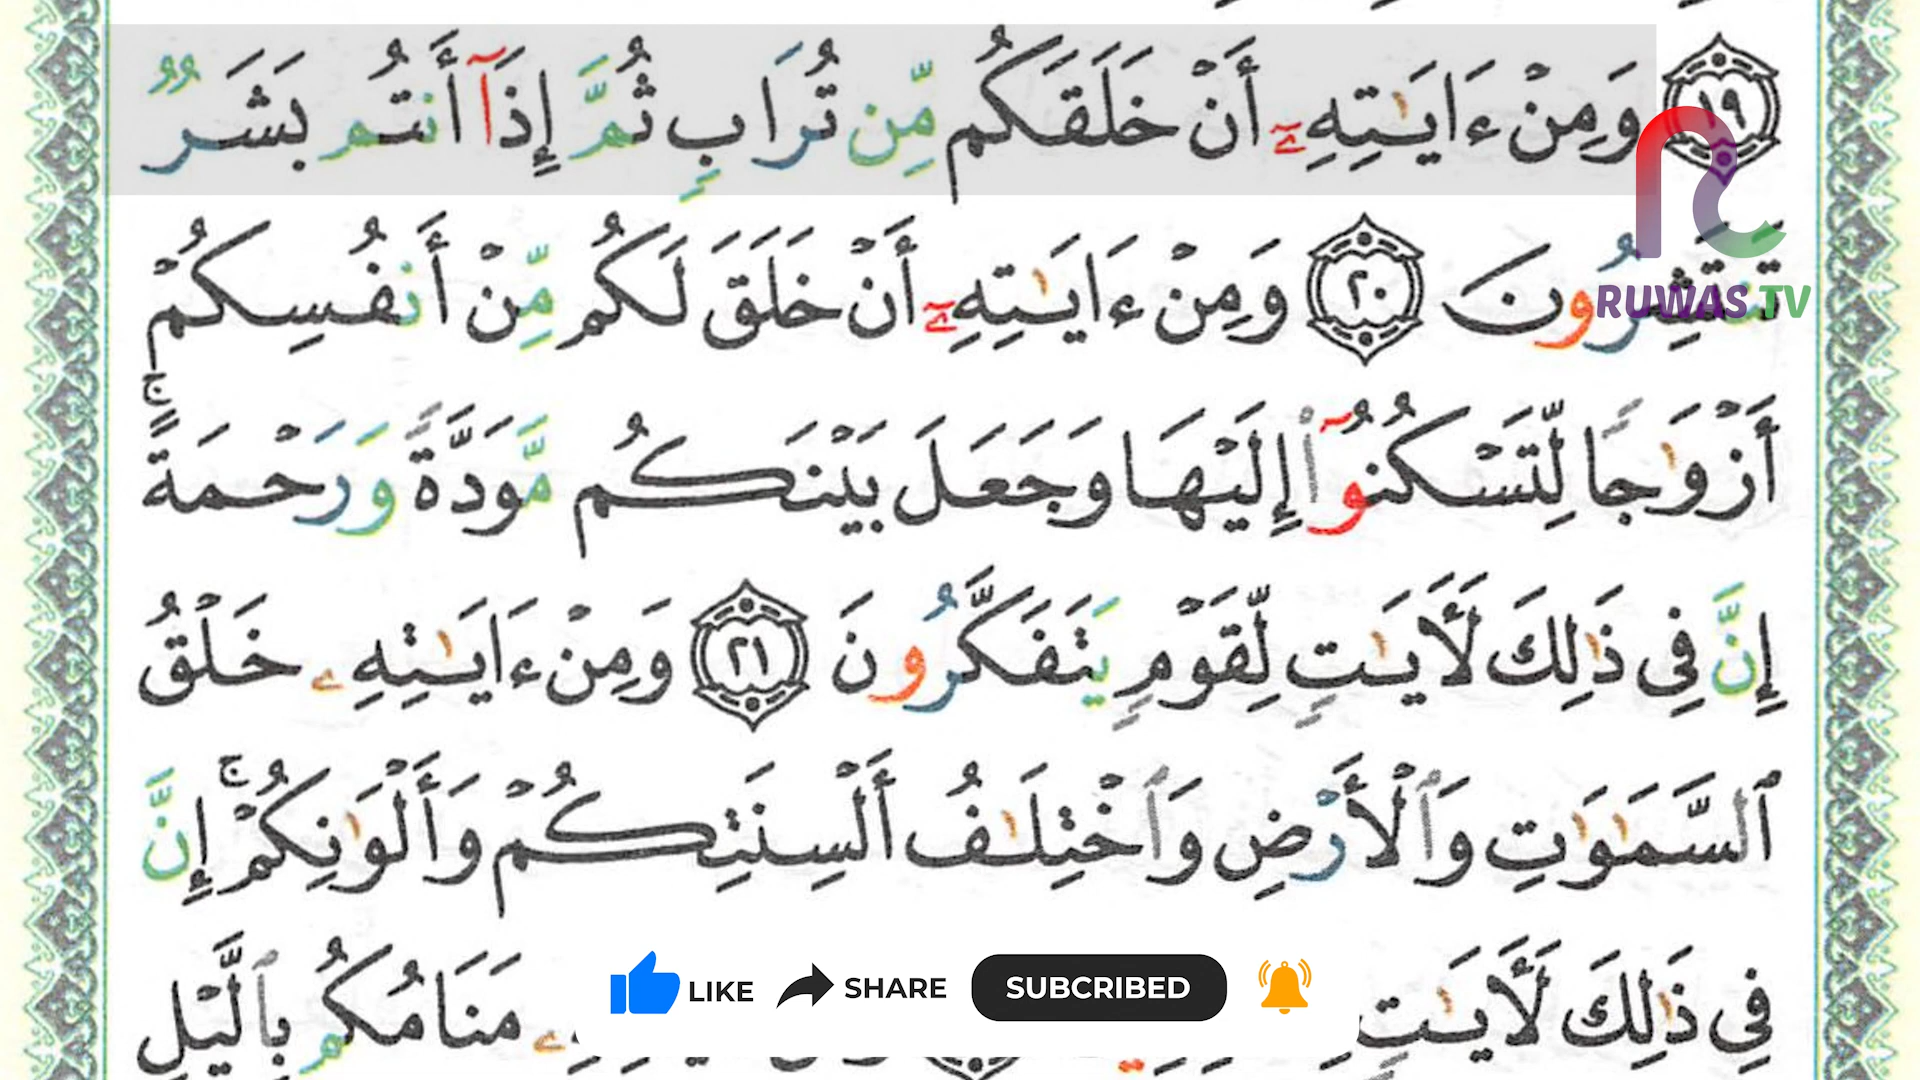 ١٩ وَمِنْ ءَايَـٰتِهِۦٓ أَنْ خَلَقَكُم مِّن تُرَابٍ ثُمَّ إِذَآ أَنتُم بَشَرٌ
تَنتَشِرُونَ ٢٠ وَمِنْ ءَايَـٰتِهِۦٓ أَنْ خَلَقَ لَكُم مِّنْ أَنفُسِكُمْ
RUWAS TV
أَزْوَٰجًا لِّتَسْكُنُوٓا۟ إِلَيْهَا وَجَعَلَ بَيْنَكُم مَّوَدَّةً وَرَحْمَةً ۚ
إِنَّ فِى ذَٰلِكَ لَـَٔايَـٰتٍ لِّقَوْمٍ يَتَفَكَّرُونَ ٢١ وَمِنْ ءَايَـٰتِهِۦ خَلْقُ
ٱلسَّمَـٰوَٰتِ وَٱلْأَرْضِ وَٱخْتِلَـٰفُ أَلْسِنَتِكُمْ وَأَلْوَٰنِكُمْ ۚ إِنَّ
فِى ذَٰلِكَ لَـَٔايَـٰتٍ مَنَامُكُم بِٱلَّيْلِ
LIKE SHARE SUBCRIBED